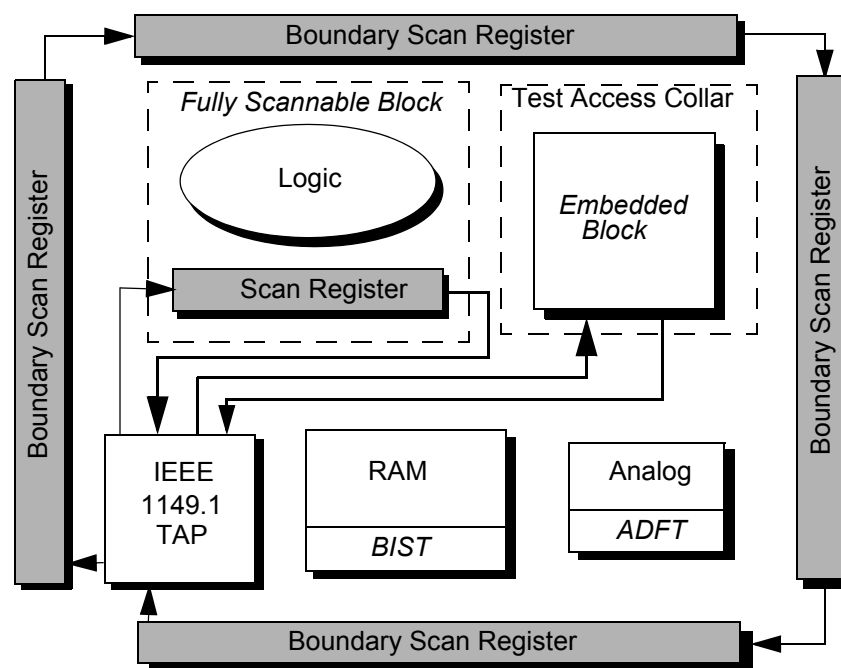 Boundary Scan Register
Fully Scannable Block
Test Access Collar
Logic
Embedded
Block
Scan Register
Boundary Scan Register
Boundary Scan Register
IEEE
1149.1
TAP
RAM
BIST
Analog
ADFT
Boundary Scan Register